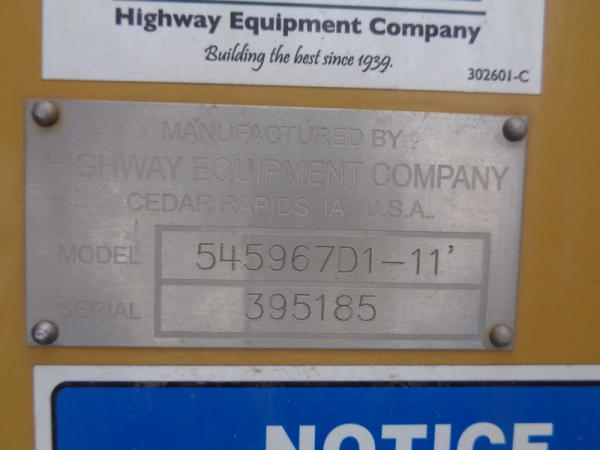 Highway Equipment Company
Building the best since 1939.
302601-C
MANUFACTURED BY
HIGHWAY EQUIPMENT COMPANY
CEDAR RAPIDS, IA U.S.A.
MODEL 545967D1-11'
SERIAL 395185
NOTICE